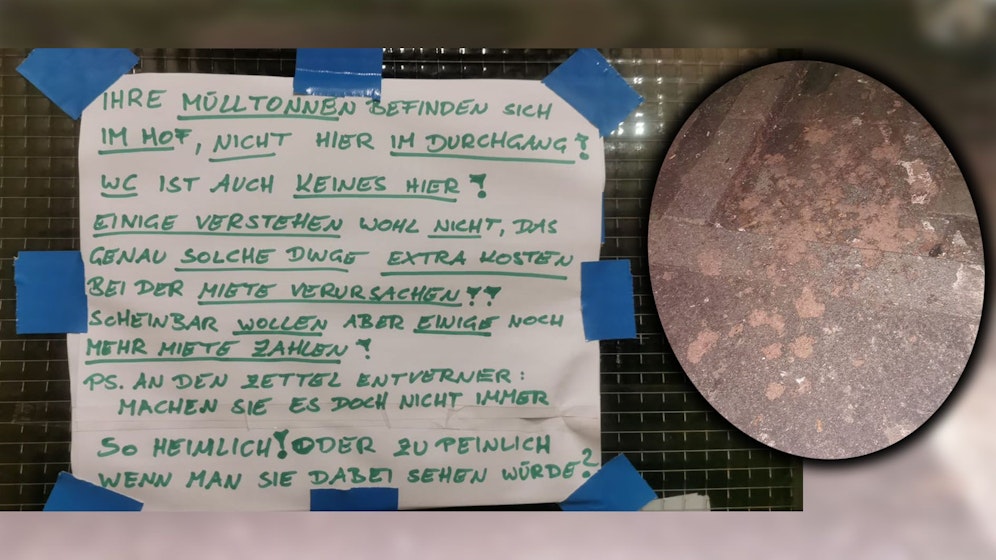 IHRE MÜLLTONNEN BEFINDEN SICH
IM HOF, NICHT HIER IM DURCHGANG!
WC IST AUCH KEINES HIER!
EINIGE VERSTEHEN WOHL NICHT, DAS
GENAU SOLCHE DINGE EXTRA KOSTEN
BEI DER MIETE VERURSACHEN!!
SCHEINBAR WOLLEN ABER EINIGE NOCH
MEHR MIETE ZAHLEN!
PS. AN DEN ZETTEL ENTVERNER:
MACHEN SIE ES DOCH NICHT IMMER
SO HEIMLICH! ODER ZU PEINLICH
WENN MAN SIE DABEI SEHEN WÜRDE?